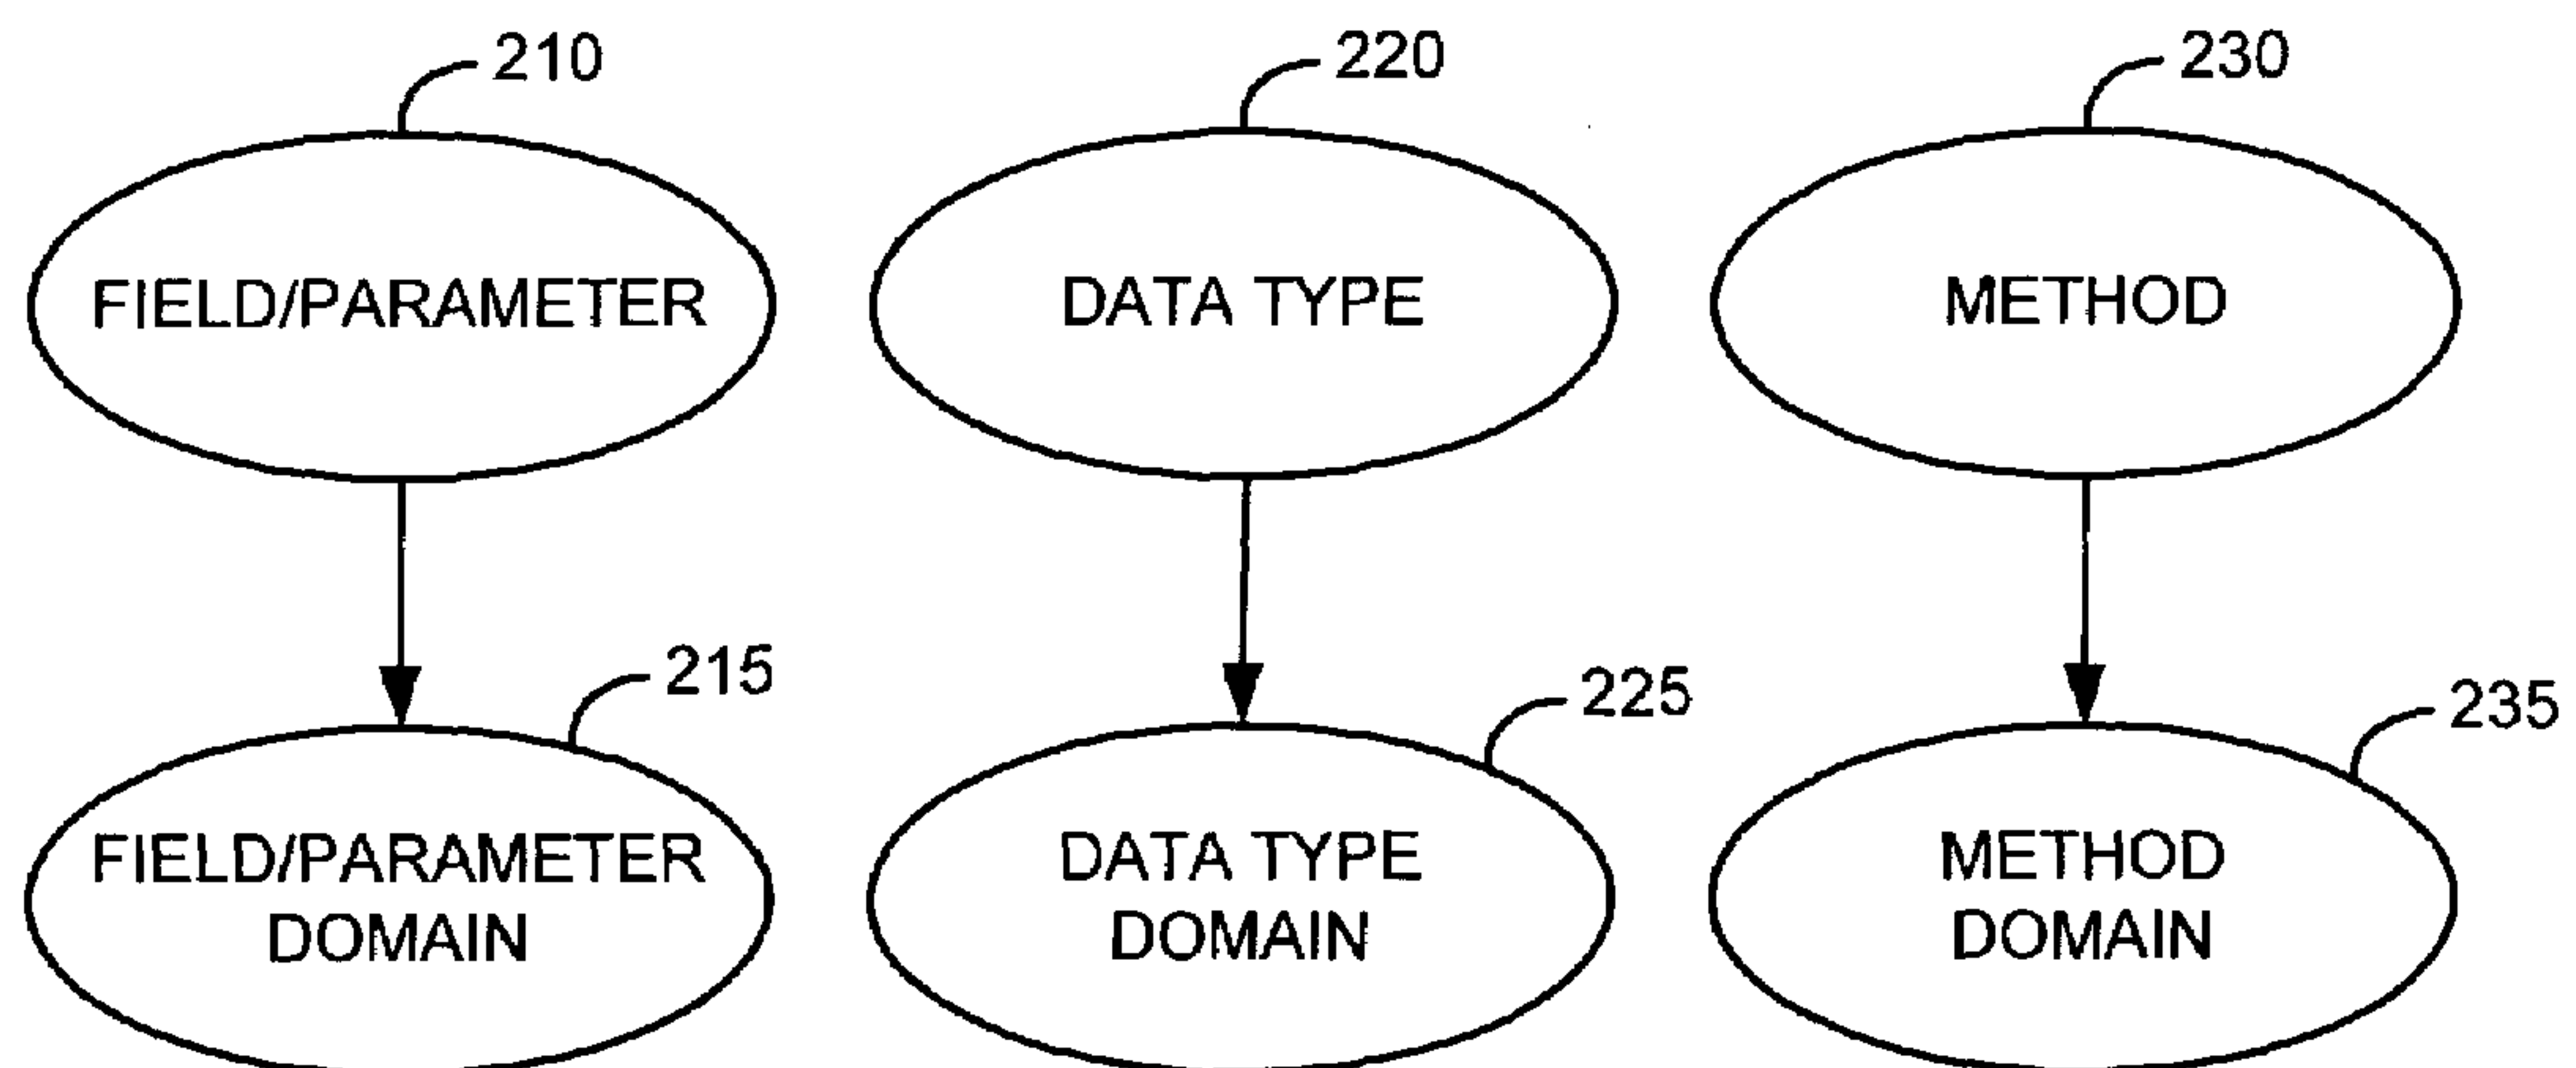 210
220
230
FIELD/PARAMETER
DATA TYPE
METHOD
215
225
235
FIELD/PARAMETER
DOMAIN
DATA TYPE
DOMAIN
METHOD
DOMAIN